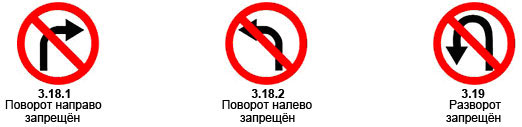 3.18.1
Поворот направо
запрещён
3.18.2
Поворот налево
запрещён
3.19
Разворот
запрещён